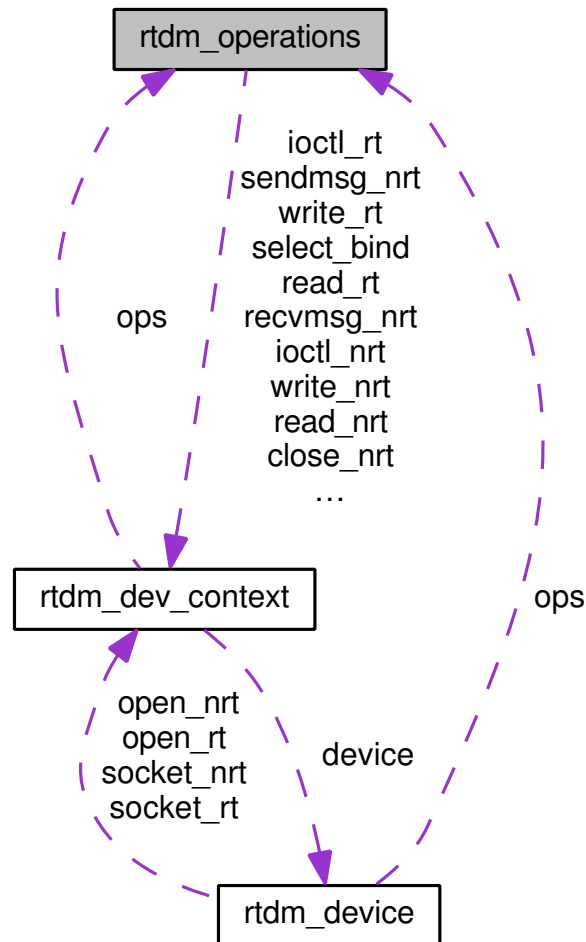 rtdm_operations
ioctl_rt
sendmsg_nrt
write_rt
select_bind
read_rt
recvmsg_nrt
ioctl_nrt
write_nrt
read_nrt
close_nrt
...
ops
rtdm_dev_context
ops
open_nrt
open_rt
socket_nrt
socket_rt
device
rtdm_device